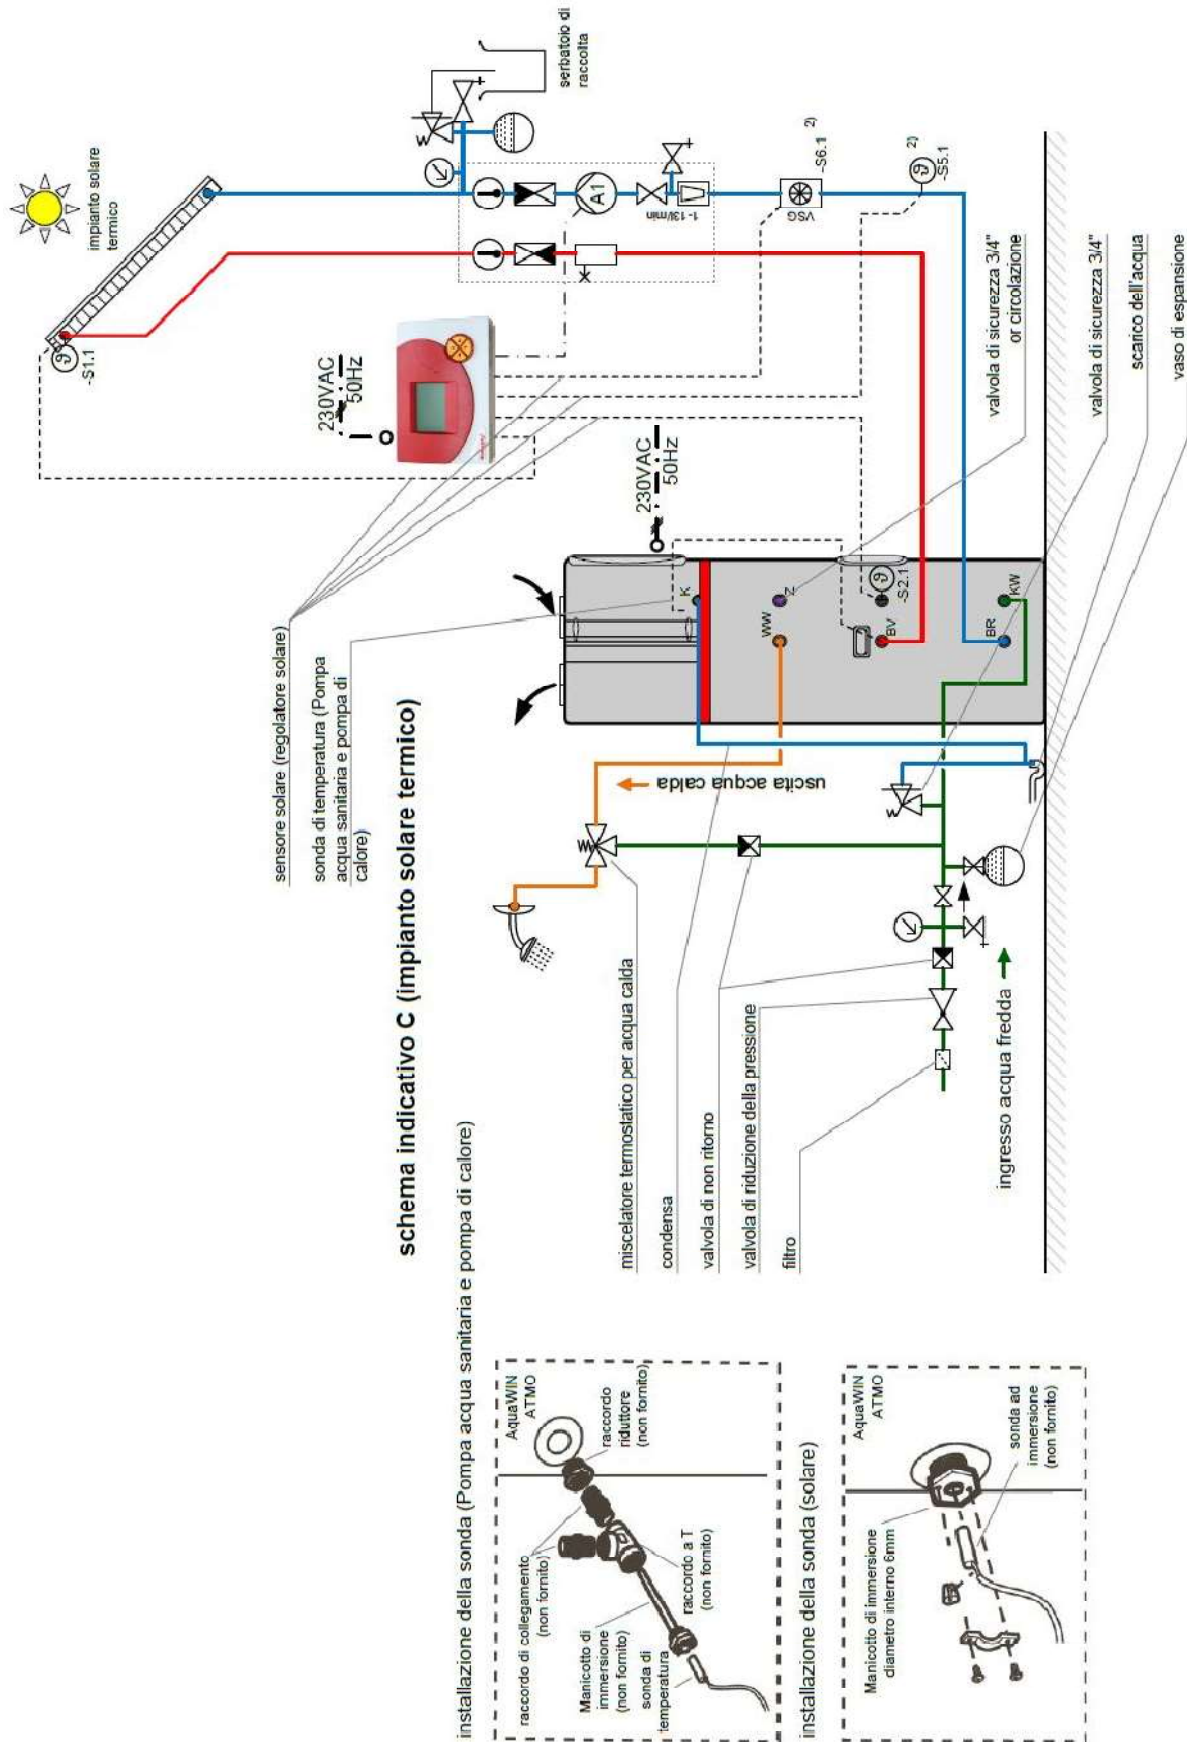 schema indicativo C (impianto solare termico)
impianto solare
termico
-S1.1
serbatoio di
raccolta
A1
1- 13l/min
VSG
-S6.1
2)
2)
-S5.1
230VAC
50Hz
230VAC
50Hz
sensore solare (regolatore solare)
sonda di temperatura (Pompa
acqua sanitaria e pompa di
calore)
K
WW
Z
BV
-S2.1
BR
KW
uscita acqua calda
valvola di sicurezza 3/4"
or circolazione
valvola di sicurezza 3/4"
scarico dell'acqua
vaso di espansione
miscelatore termostatico per acqua calda
condensa
valvola di non ritorno
valvola di riduzione della pressione
filtro
ingresso acqua fredda
installazione della sonda (Pompa acqua sanitaria e pompa di calore)
AquaWIN
ATMO
raccordo
riduttore
(non fornito)
raccordo di collegamento
(non fornito)
raccordo a T
(non fornito)
Manicotto di
immersione
(non fornito)
sonda di
temperatura
installazione della sonda (solare)
AquaWIN
ATMO
Manicotto di immersione
diametro interno 6mm
sonda ad
immersione
(non fornito)